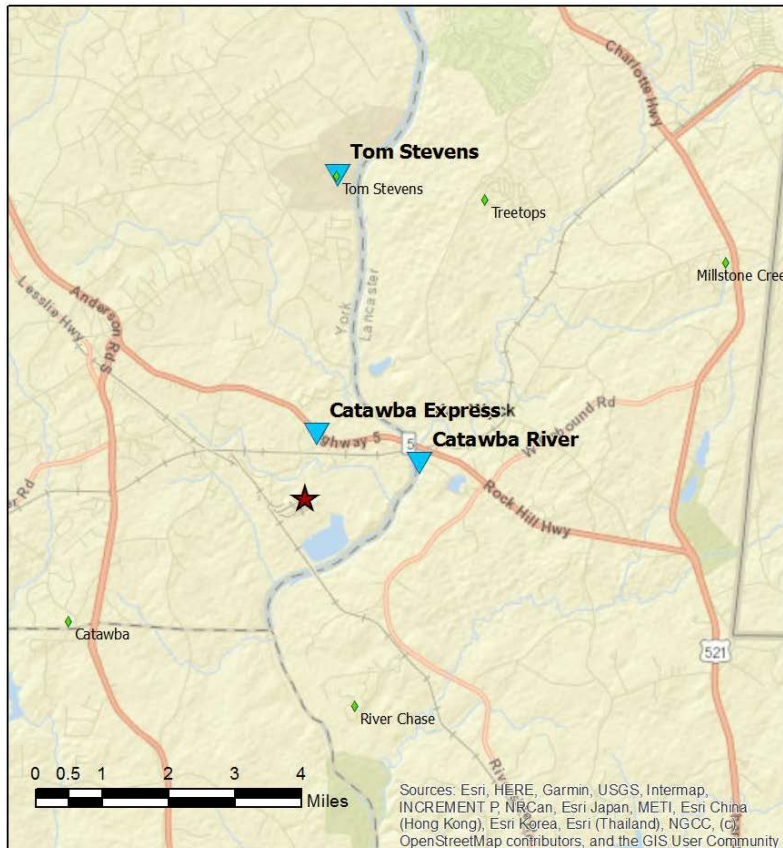 Charlotte Hwy
Tom Stevens
Tom Stevens
Treetops
Millstone Cree
York
Lancaster
Lesslie Hwy
Anderson Rd S
Catawba Express
ghway 5
5
Catawba River
Rd
er Rd
Rock Hill Hwy
Catawba
521
River Chase
0 0.5 1 2 3 4
Miles
Sources: Esri, HERE, Garmin, USGS, Intermap,
INCREMENT P, NRCan, Esri Japan, METI, Esri China
(Hong Kong), Esri Korea, Esri (Thailand), NGCC, (c)
OpenStreetMap contributors, and the GIS User Community